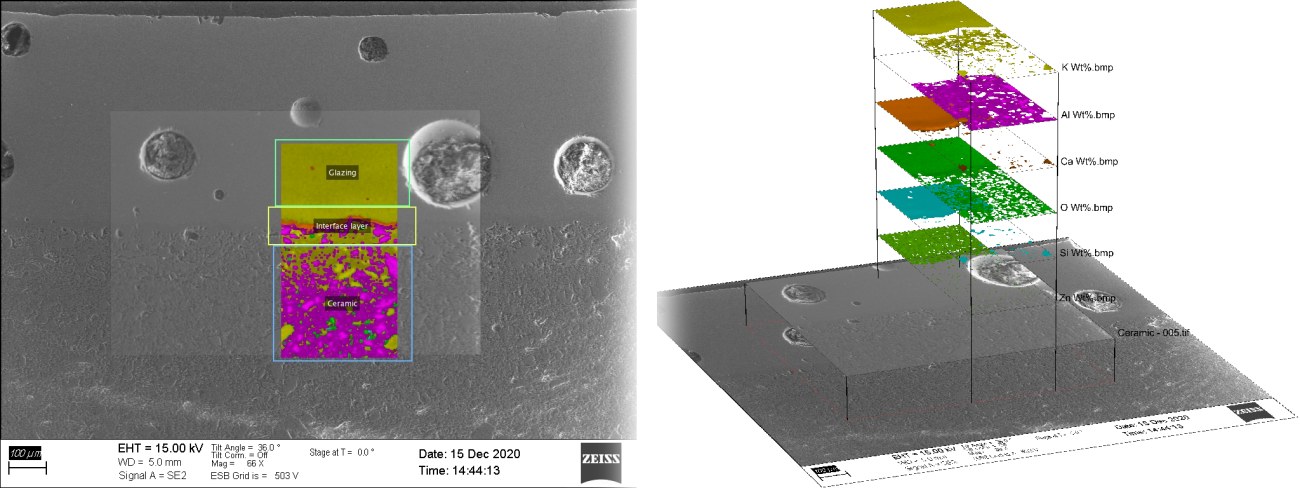 Glazing
Interface layer
Ceramic
100 µm
EHT = 15.00 kV
WD = 5.0 mm
Signal A = SE2
Tilt Angle = 36.0 °
Tilt Corrn. = Off
Mag = 66 X
ESB Grid is = 503 V
Stage at T = 0.0 °
Date: 15 Dec 2020
Time: 14:44:13
ZEISS
K Wt%.bmp
Al Wt%.bmp
Ca Wt%.bmp
O Wt%.bmp
Si Wt%.bmp
Zn Wt%.bmp
Ceramic - 005.tif
EHT = 15.00 kV
Date: 15 Dec 2020
Time: 14:44:13
ZEISS